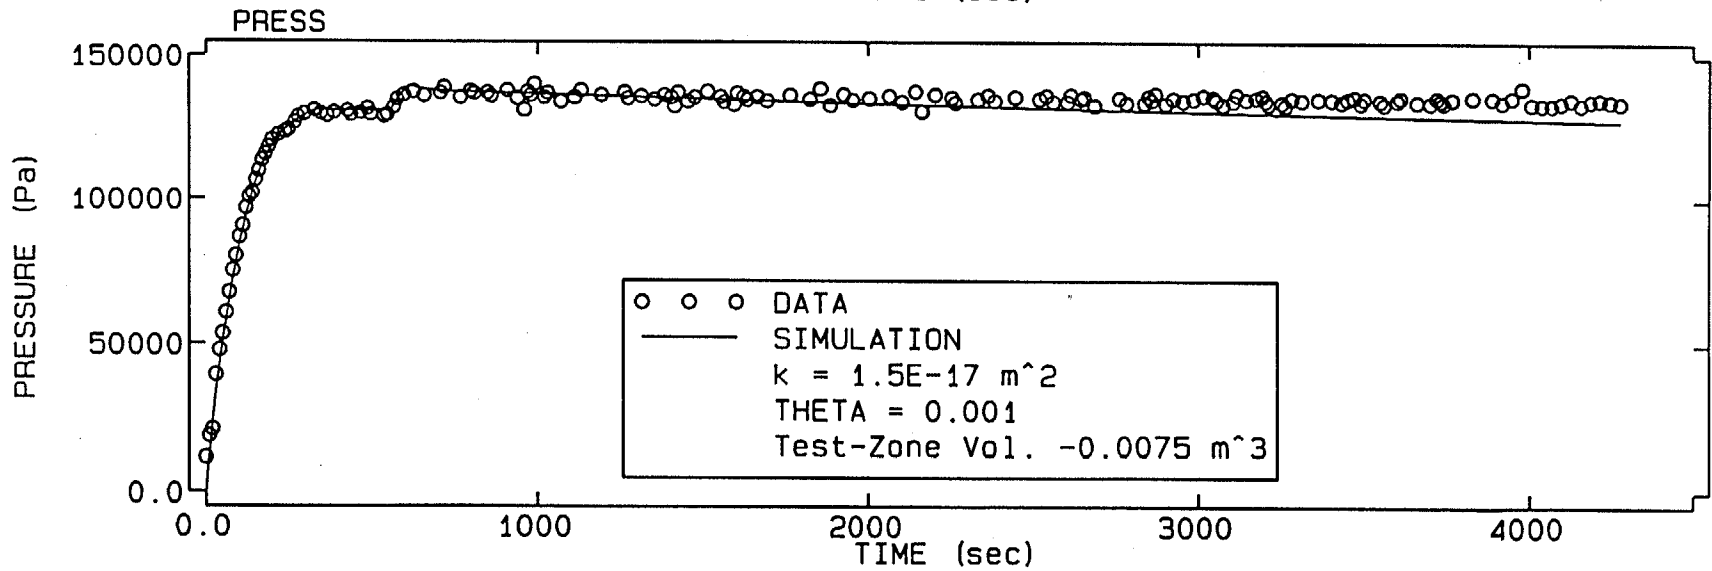 PRESS
150000
100000
50000
0.0
PRESSURE (Pa)
DATA
SIMULATION
k = 1.5E-17 m^2
THETA = 0.001
Test-Zone Vol. -0.0075 m^3
0.0 1000 2000 3000 4000
TIME (sec)